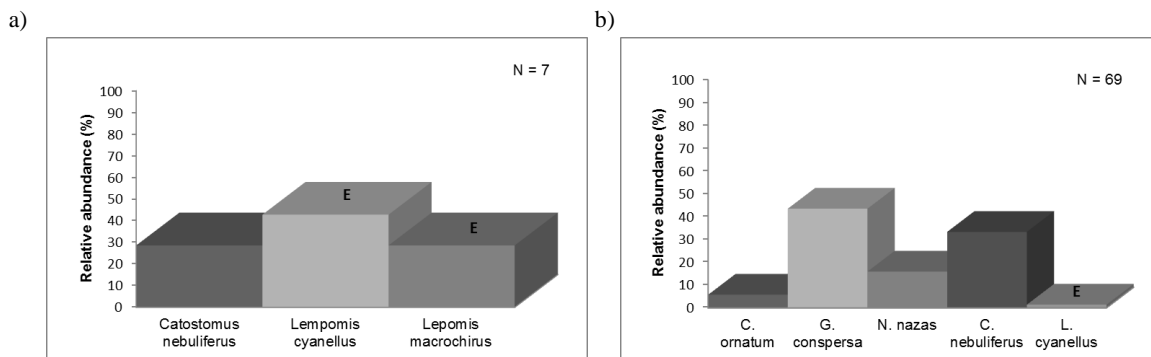 a)
N = 7
Relative abundance (%)
100
90
80
70
60
50
40
30
20
10
0
E
E
Catostomus
nebuliferus
Lempomis
cyanellus
Lepomis
macrochirus
b)
N = 69
Relative abundance (%)
100
90
80
70
60
50
40
30
20
10
0
E
C.
ornatum
G.
conspersa
N. nazas
C.
nebuliferus
L.
cyanellus